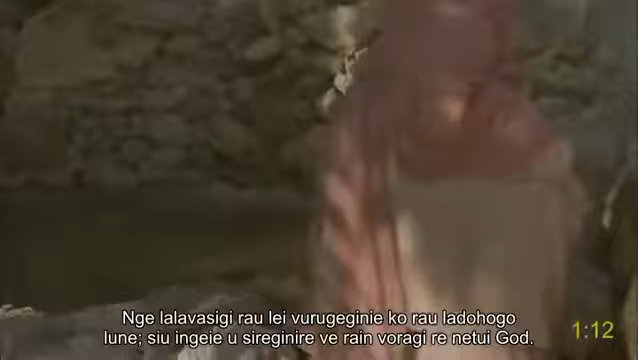 Nge lalavasigi rau lei vurugeginie ko rau ladohogo
lune; siu ingeie u sireginire ve rain voragi re netui God.
1:12